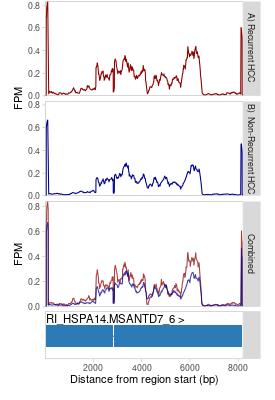 0.8
0.6
0.4
0.2
0.0
FPM
A) Recurrent HCC
0.8
0.6
0.4
0.2
0.0
B) Non-Recurrent HCC
0.8
0.6
0.4
0.2
0.0
FPM
Combined
RI_HSPA14.MSANTD7_6 >
2000 4000 6000 8000
Distance from region start (bp)